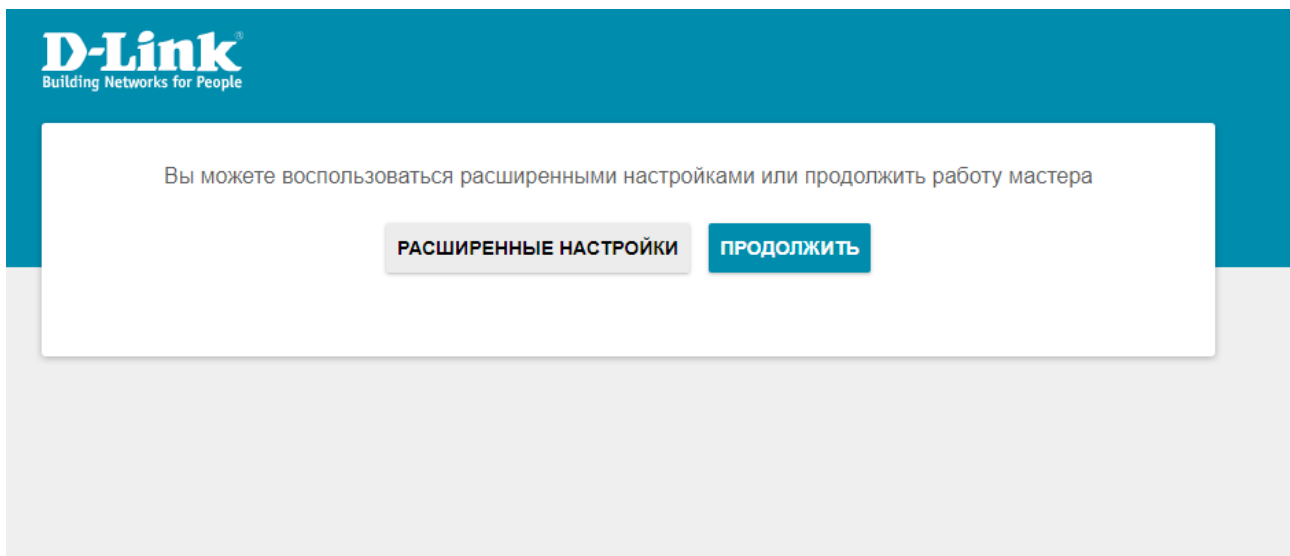 D-Link®
Building Networks for People
Вы можете воспользоваться расширенными настройками или продолжить работу мастера
РАСШИРЕННЫЕ НАСТРОЙКИ ПРОДОЛЖИТЬ